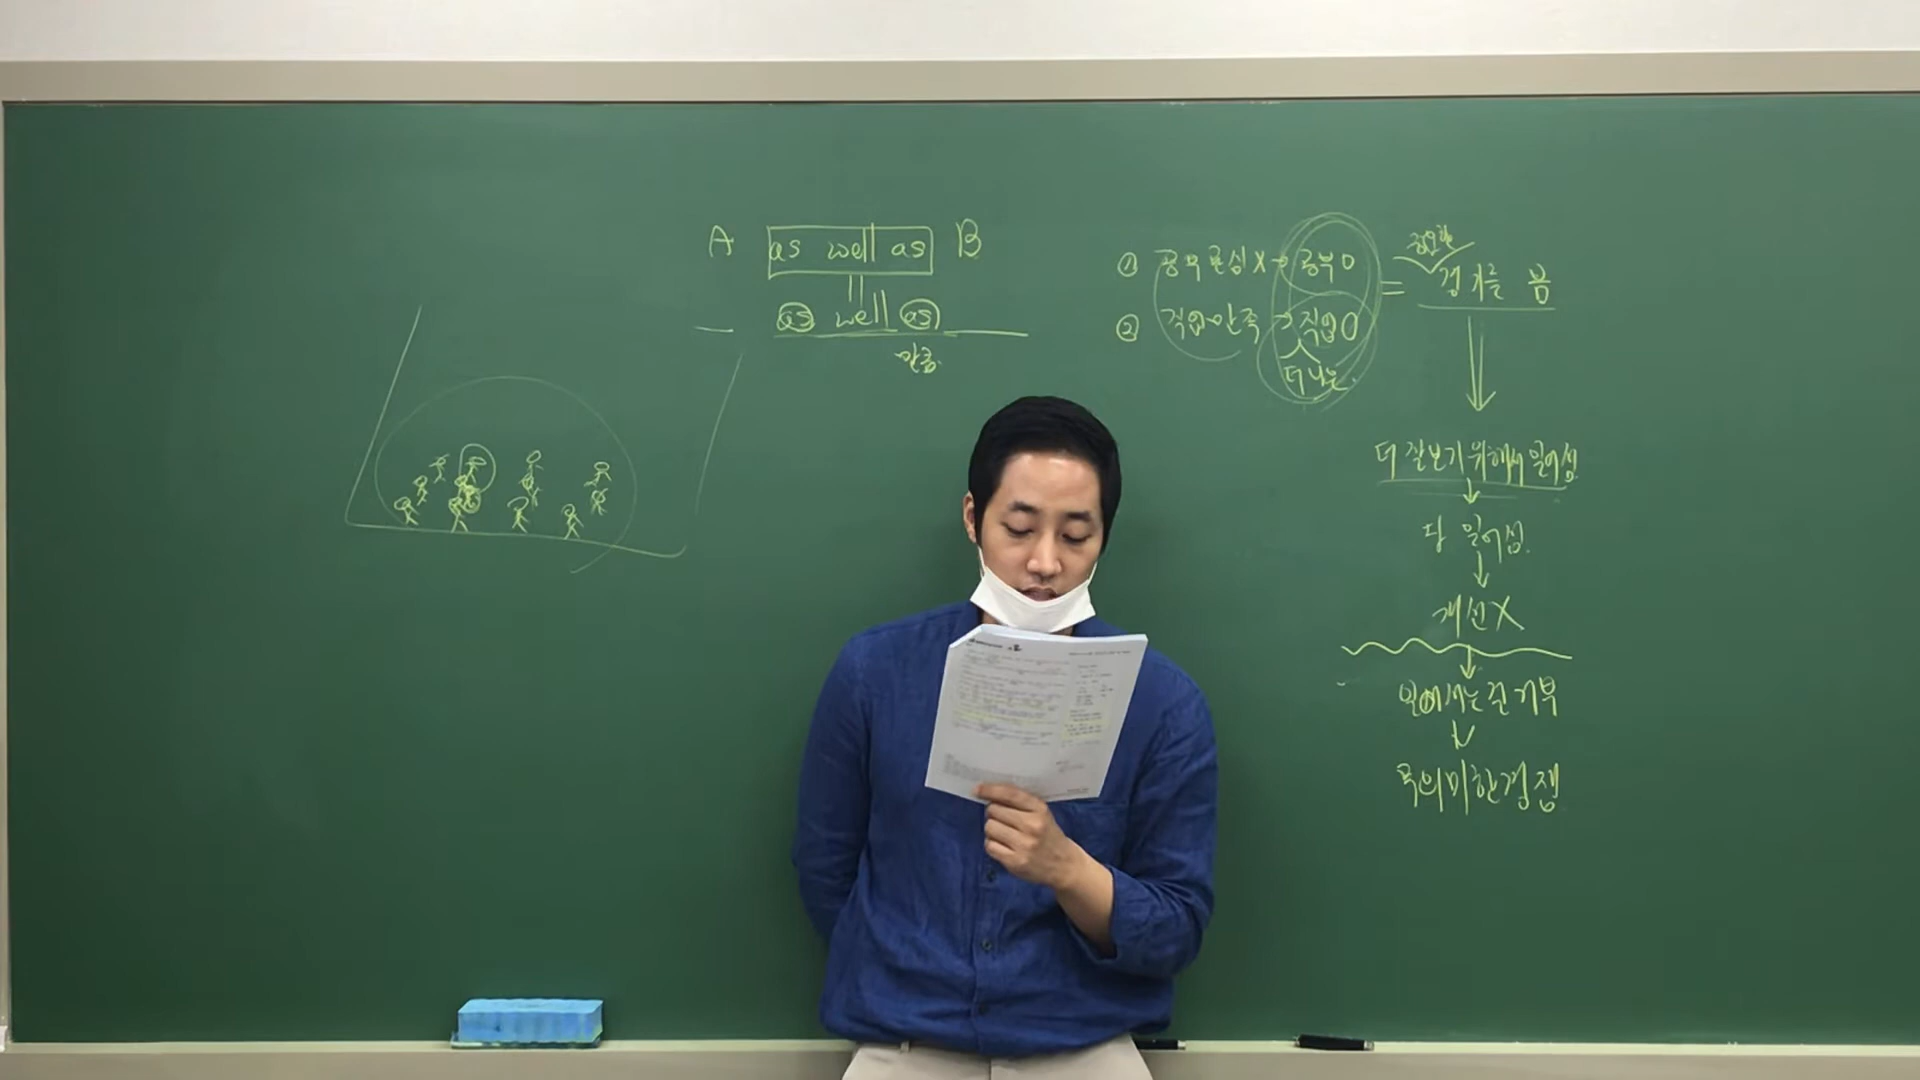 A as well as B
as well as
만큼.
① 공부 관심 X → 공부 O
② 직업 만족 → 직업 O
더 나은.
= 경기를 봄
더 잘 보기 위해서 일어섬.
다 일어섬.
개선 X
일어서는 건 거부
무의미한 경쟁